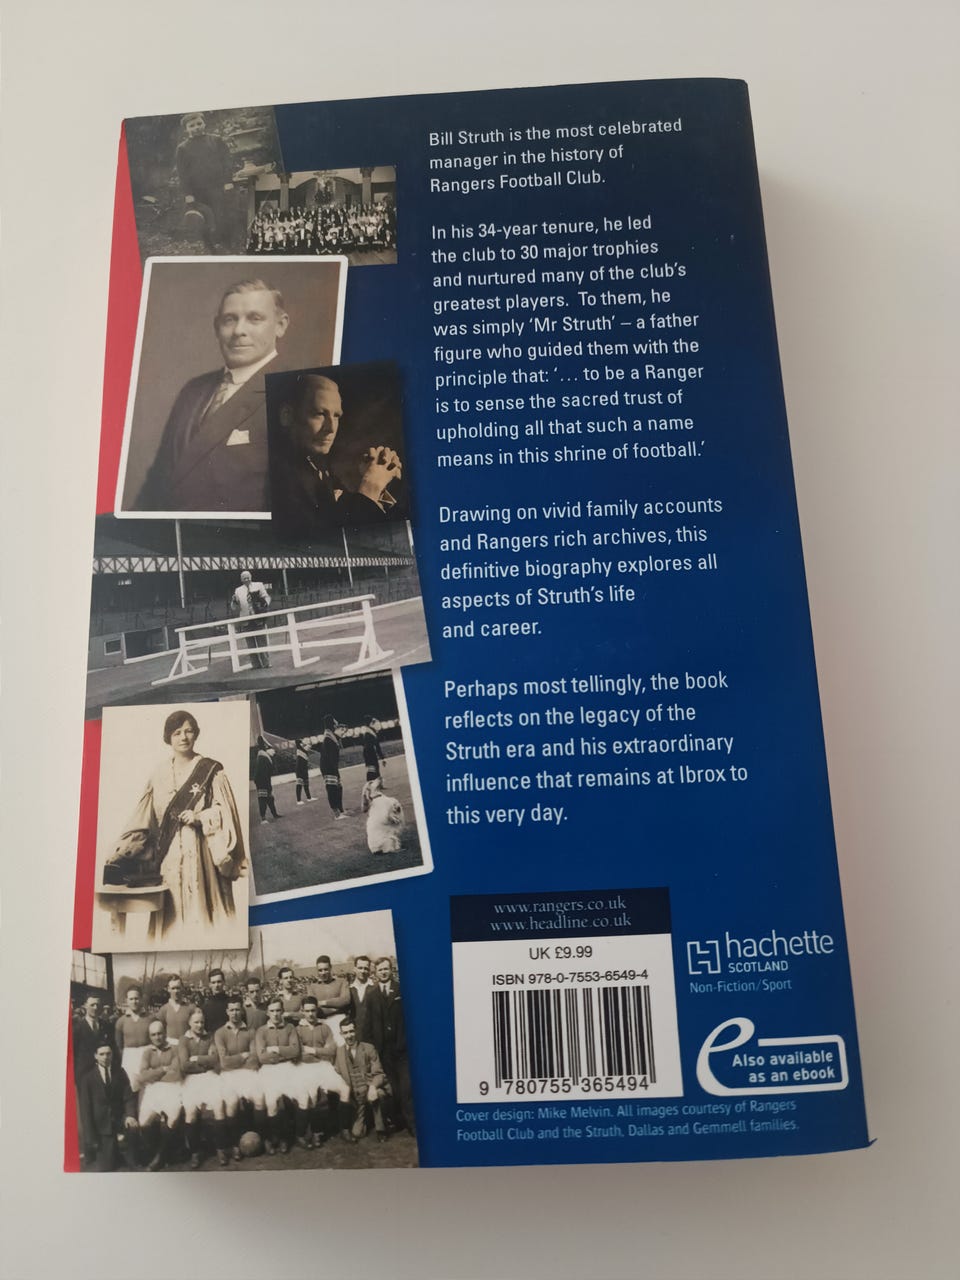 Bill Struth is the most celebrated
manager in the history of
Rangers Football Club.
In his 34-year tenure, he led
the club to 30 major trophies
and nurtured many of the club's
greatest players. To them, he
was simply ‘Mr Struth’ – a father
figure who guided them with the
principle that: ‘... to be a Ranger
is to sense the sacred trust of
upholding all that such a name
means in this shrine of football.’
Drawing on vivid family accounts
and Rangers rich archives, this
definitive biography explores all
aspects of Struth's life
and career.
Perhaps most tellingly, the book
reflects on the legacy of the
Struth era and his extraordinary
influence that remains at Ibrox to
this very day.
www.rangers.co.uk
www.headline.co.uk
UK £9.99
ISBN 978-0-7553-6549-4
9 780755 365494
hachette
SCOTLAND
Non-Fiction/Sport
e
Also available
as an ebook
Cover design: Mike Melvin. All images courtesy of Rangers
Football Club and the Struth, Dallas and Gemmell families.